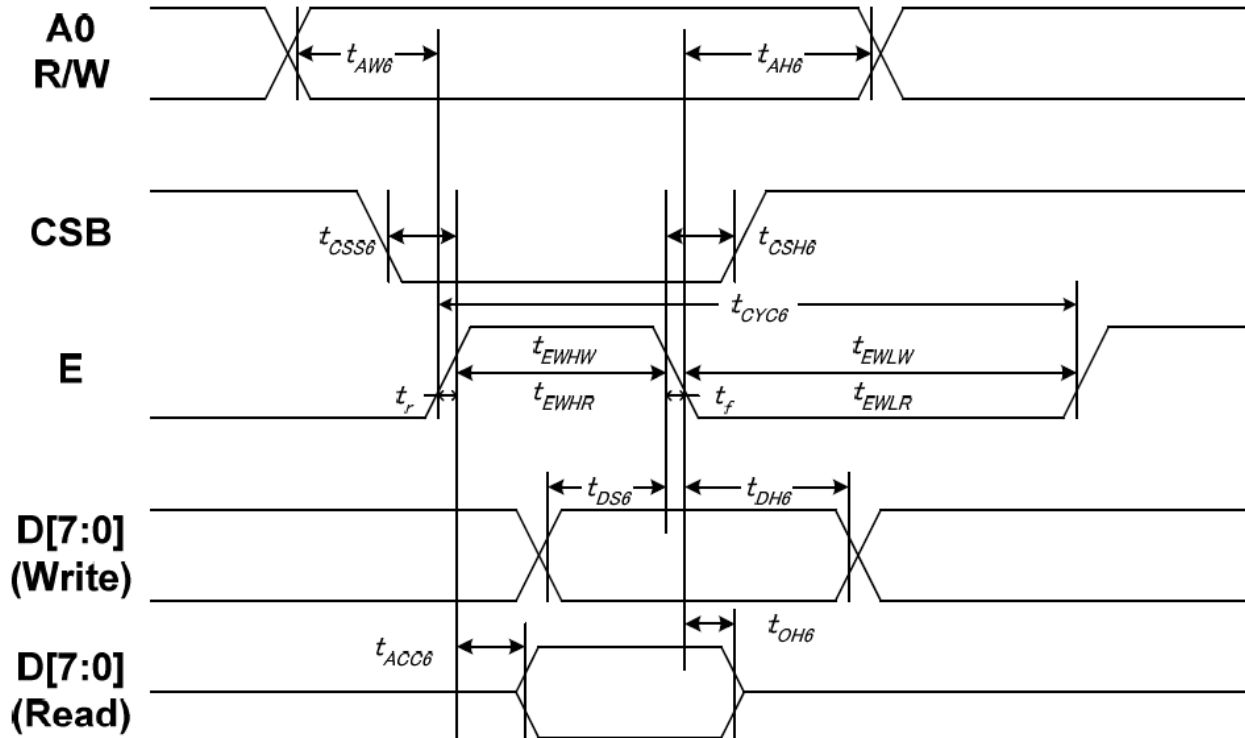 A0
R/W
tAW6
tAH6
CSB
tCSS6
tCSH6
tCYC6
E
tEWHW
tEWLW
tr
tEWHR
tf
tEWLR
tDS6
tDH6
D[7:0]
(Write)
tOH6
tACC6
D[7:0]
(Read)